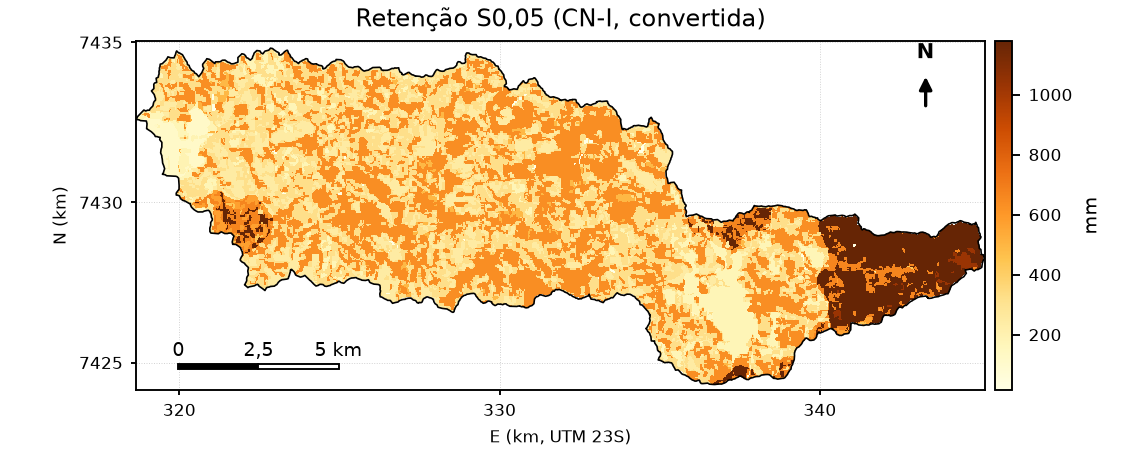 Retenção S0,05 (CN-I, convertida)
7435
7430
7425
N (km)
N
0 2,5 5 km
320 330 340
E (km, UTM 23S)
1000
800
600
400
200
mm